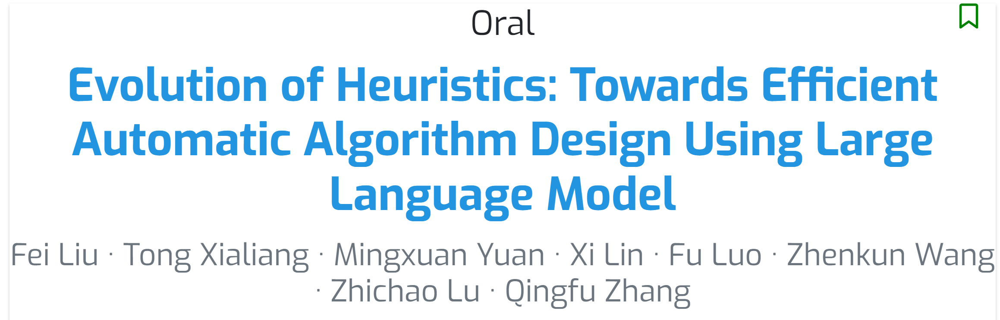 Oral
Evolution of Heuristics: Towards Efficient
Automatic Algorithm Design Using Large
Language Model
Fei Liu · Tong Xialiang · Mingxuan Yuan · Xi Lin · Fu Luo · Zhenkun Wang
· Zhichao Lu · Qingfu Zhang